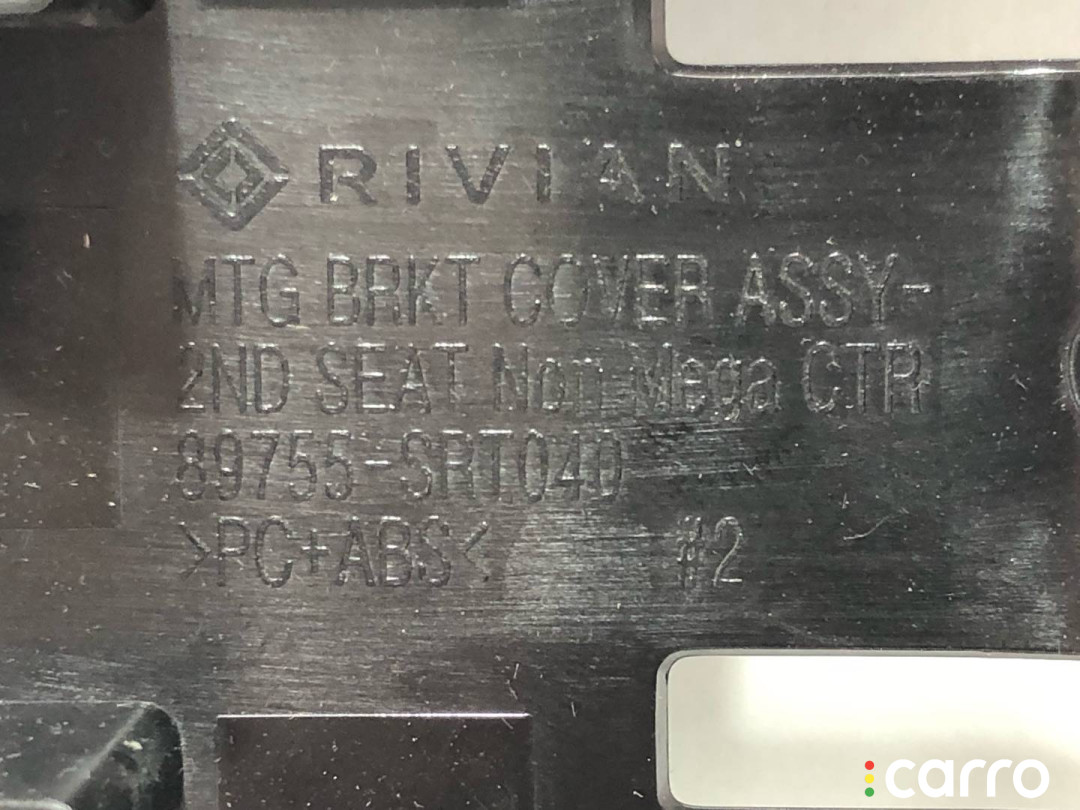 RIVIAN
MTG BRKT COVER ASSY-
2ND SEAT Non Mega CTR
89755-SRT040
>PC+ABS< #2
carro